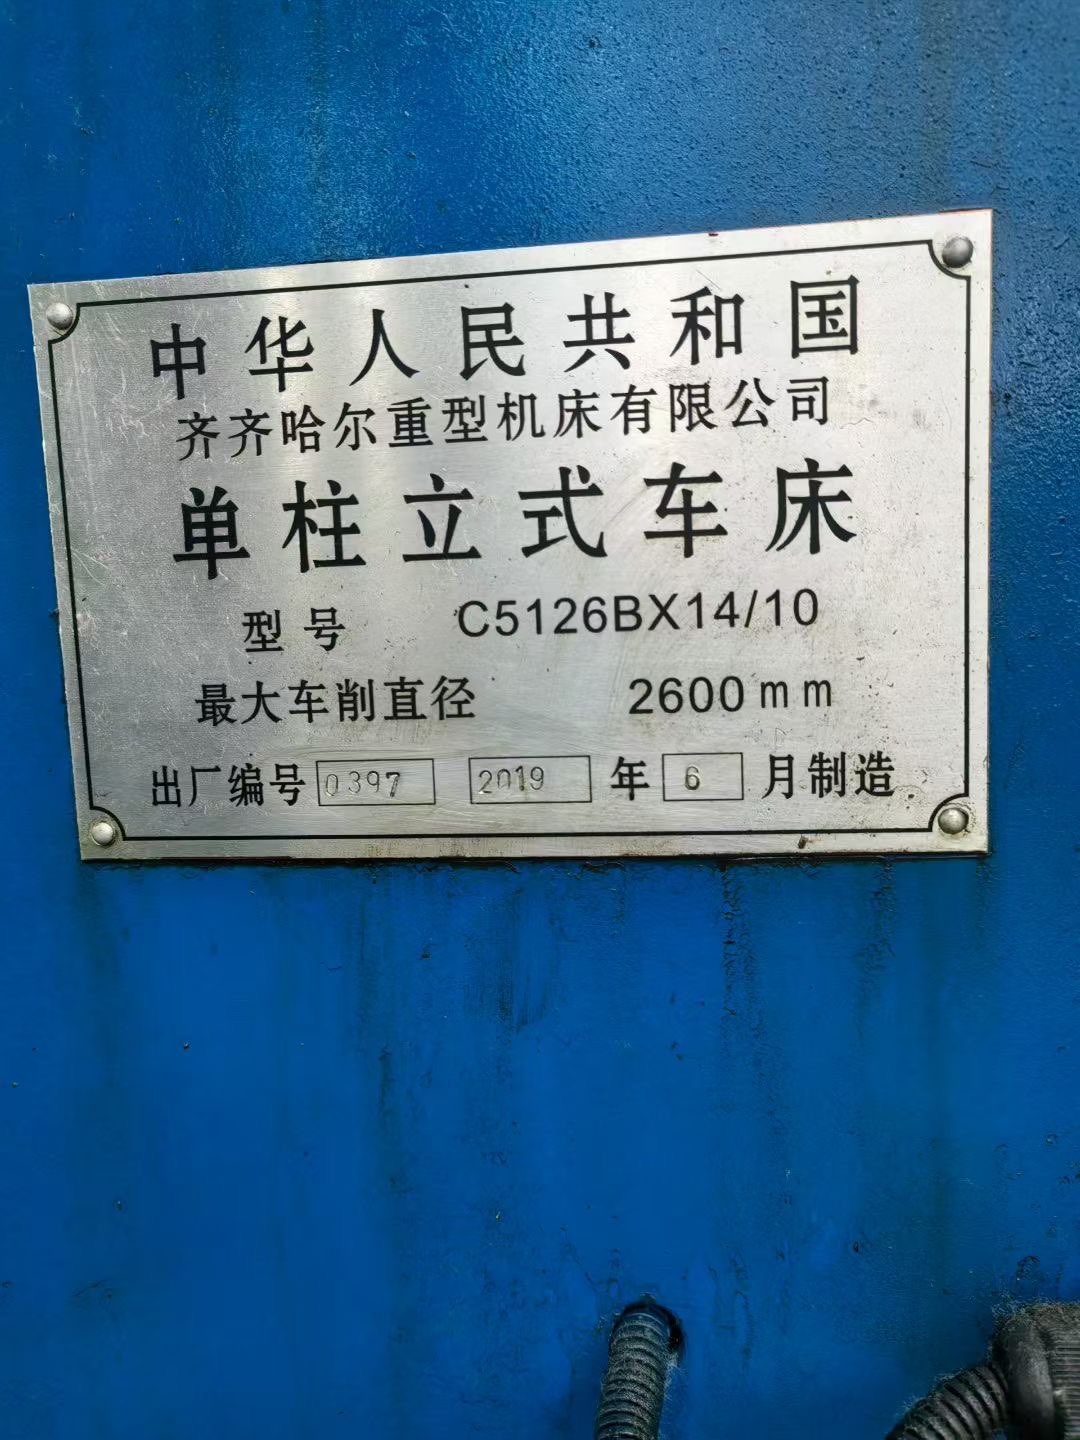 中华人民共和国
齐齐哈尔重型机床有限公司
单柱立式车床
型号 C5126BX14/10
最大车削直径 2600mm
出厂编号 0397 2019 年 6 月制造